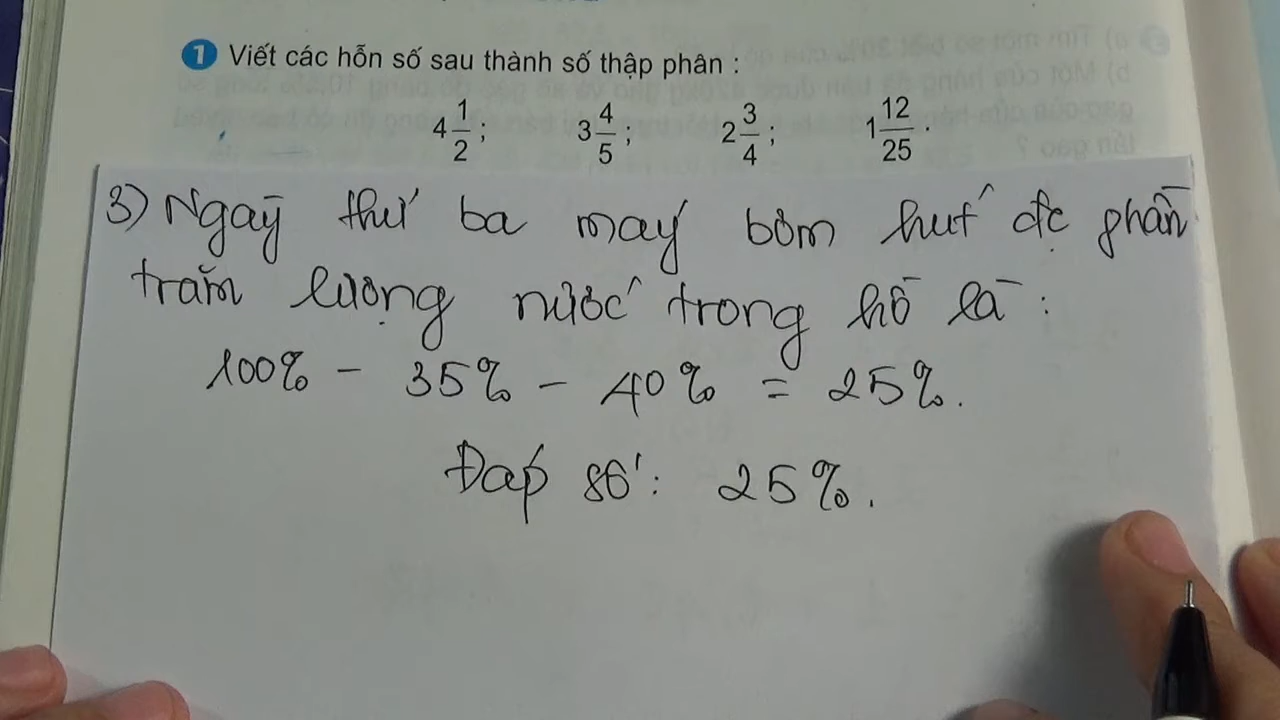 1 Viết các hỗn số sau thành số thập phân :
4 1/2 ; 3 4/5 ; 2 3/4 ; 1 12/25 .
3) Ngày thứ ba máy bơm hút đc phần
trăm lượng nước trong hồ là :
100% - 35% - 40% = 25%.
Đáp số : 25%.